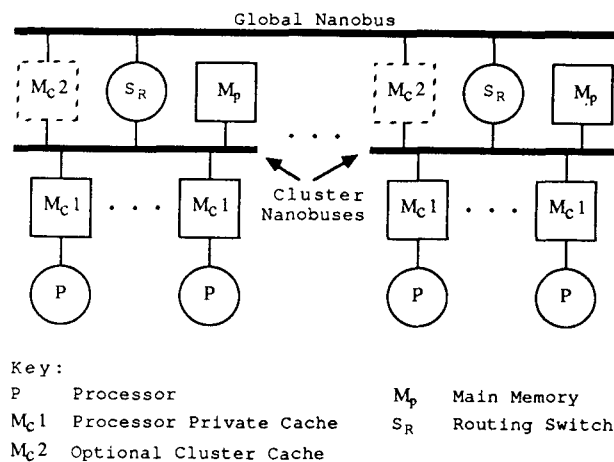 Global Nanobus
Mc2 SR Mp Mc2 SR Mp
. . .
Cluster
Nanobuses
Mc1 . . . Mc1 Mc1 . . . Mc1
P P P P
Key:
P Processor
Mc1 Processor Private Cache
Mc2 Optional Cluster Cache
Mp Main Memory
SR Routing Switch